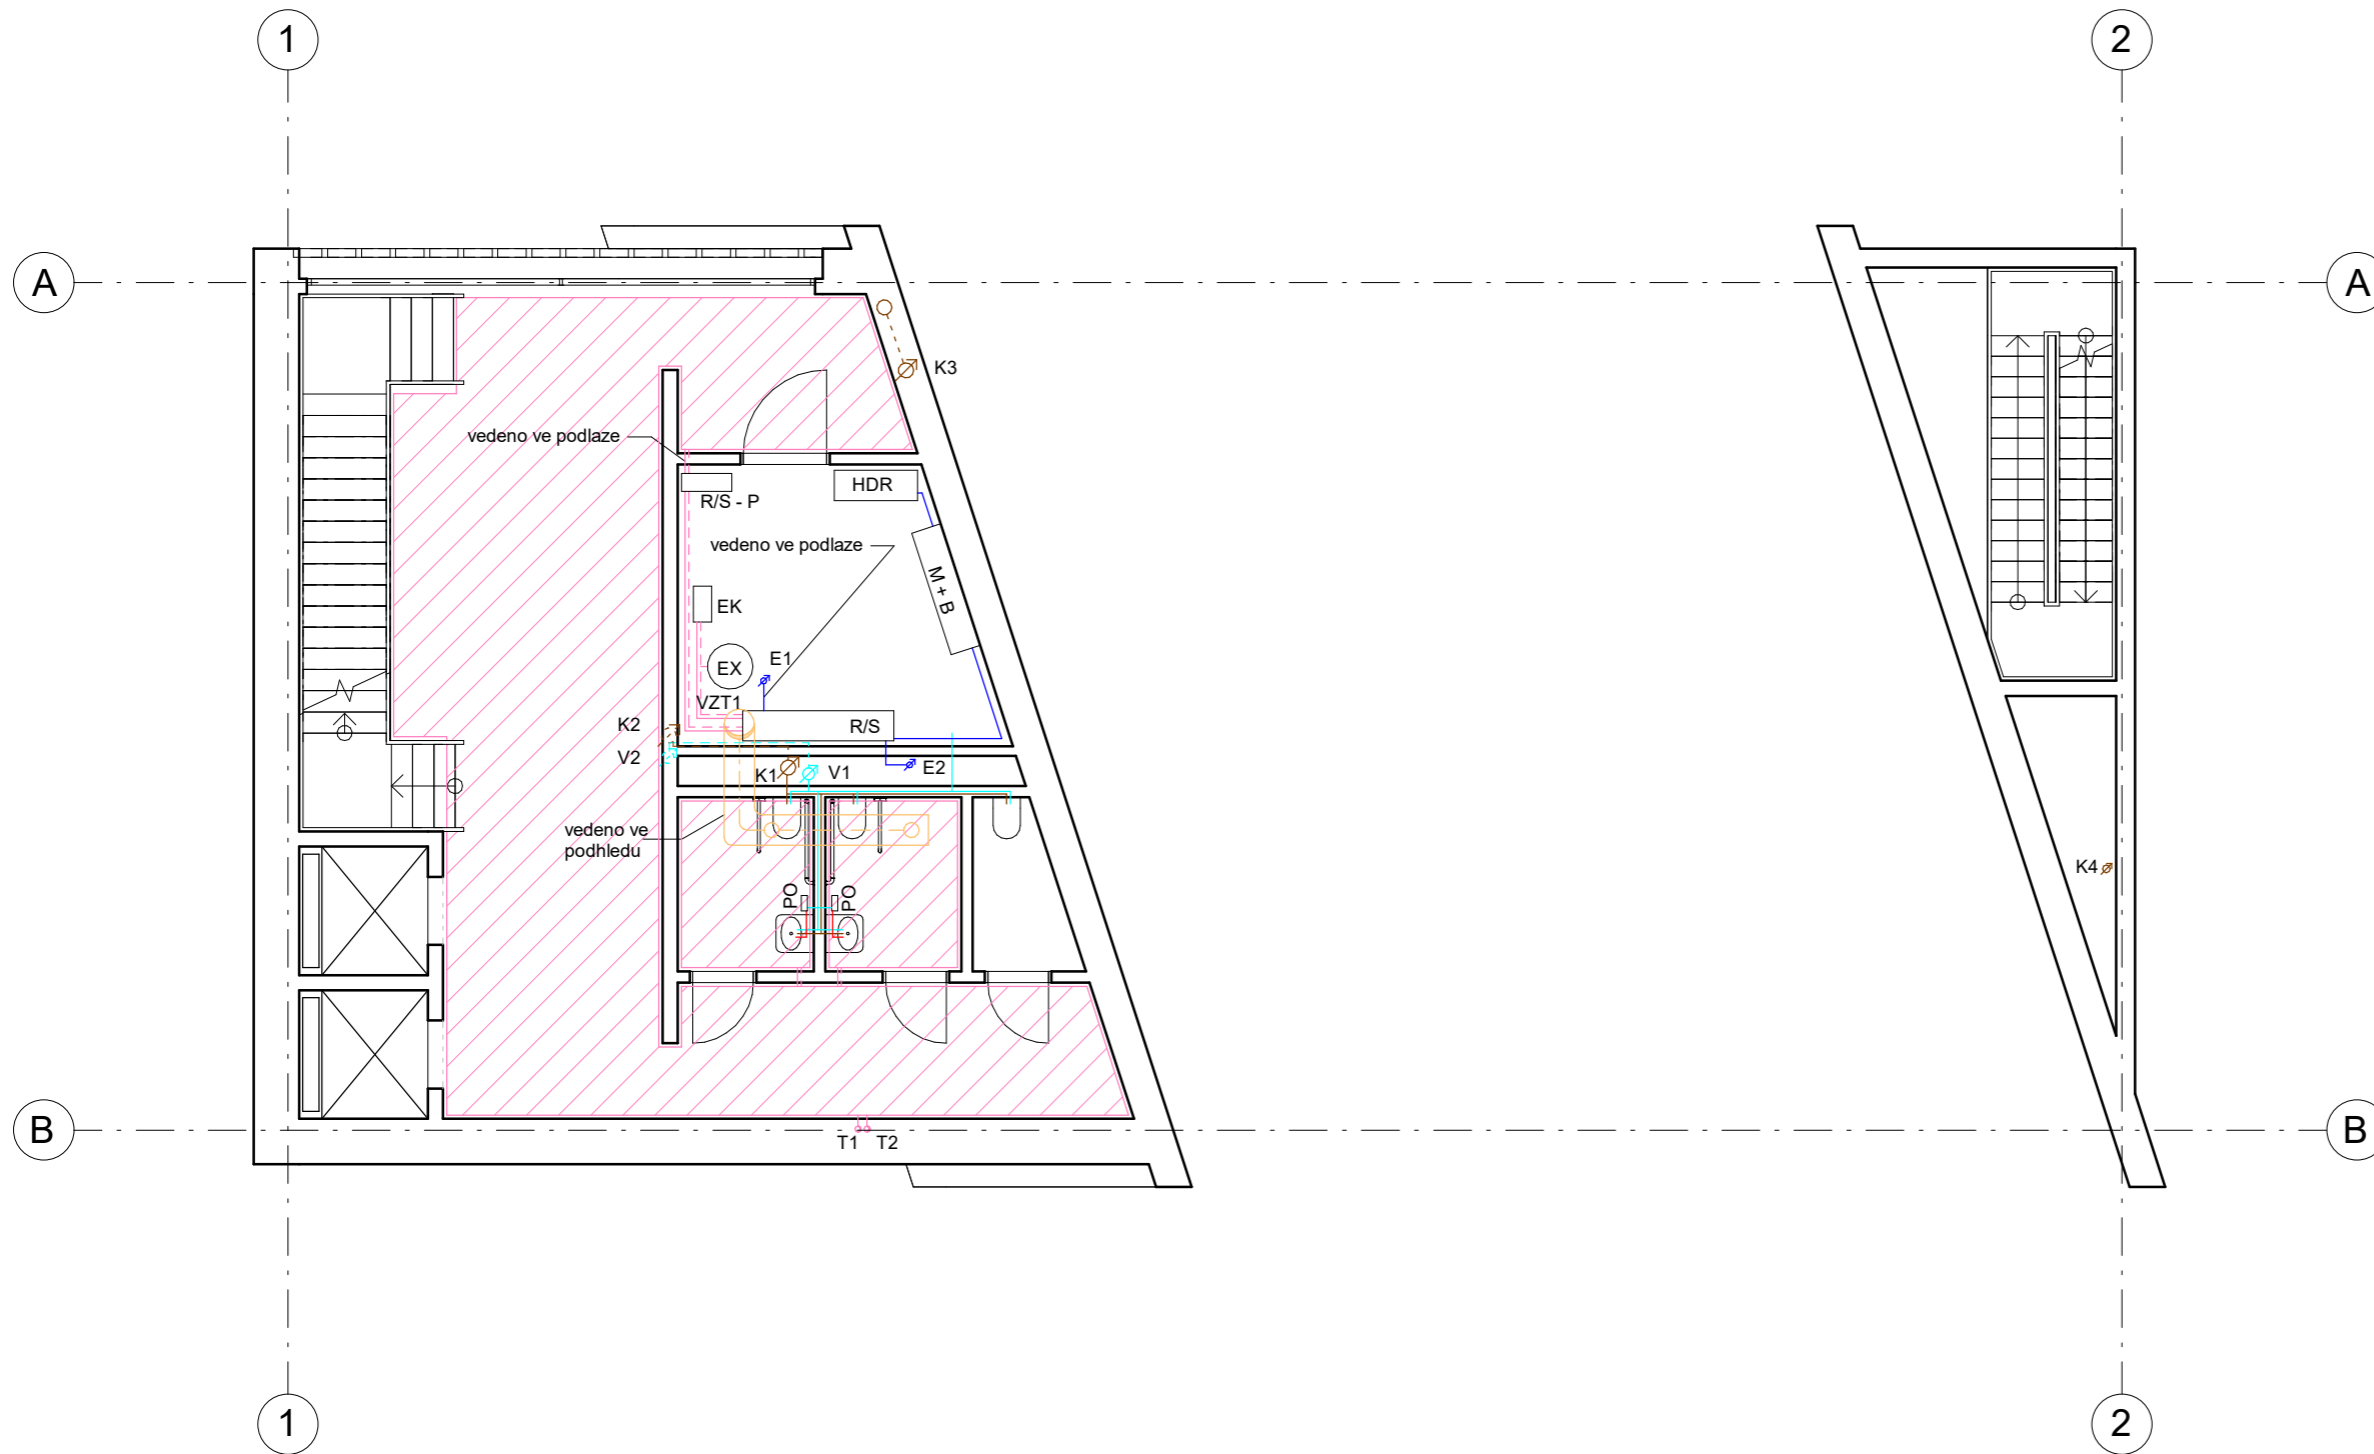 1
2
A
A
K3
vedeno ve podlaze
HDR
R/S - P
vedeno ve podlaze
M + B
EK
E1
EX
VZT1
K2
R/S
V2
E2
K1
V1
vedeno ve
podhledu
K4
PO
PO
B
B
T1
T2
1
2